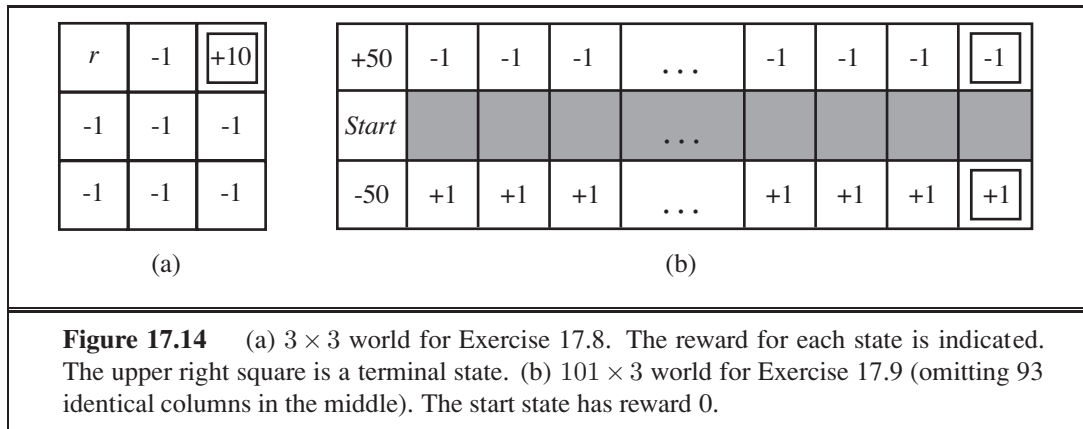 r -1 +10
-1 -1 -1
-1 -1 -1
(a)
+50 -1 -1 -1 ... -1 -1 -1 -1
Start ...
-50 +1 +1 +1 ... +1 +1 +1 +1
(b)
Figure 17.14 (a) 3 × 3 world for Exercise 17.8. The reward for each state is indicated.
The upper right square is a terminal state. (b) 101 × 3 world for Exercise 17.9 (omitting 93
identical columns in the middle). The start state has reward 0.